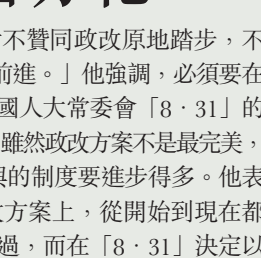 不贊同政改原地踏步，不
前進。」他強調，必須要在
國人大常委會「8‧31」的
雖然政改方案不是最完美，
的制度要進步得多。他表
方案上，從開始到現在都
過，而在「8‧31」決定以